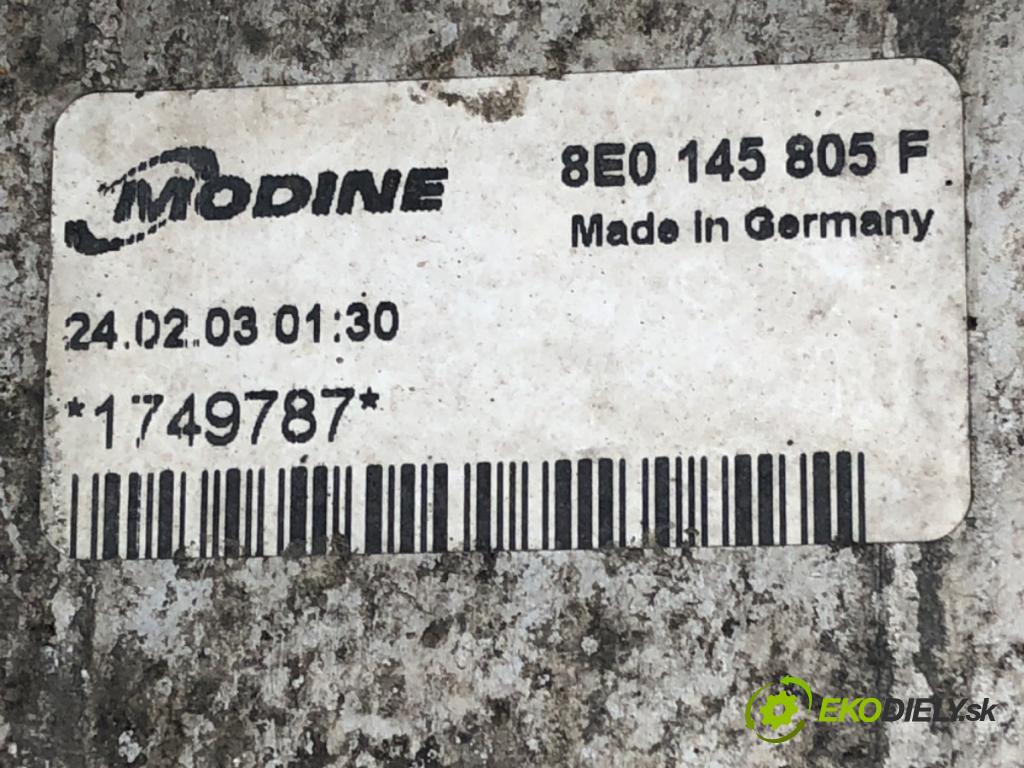 MODINE
8E0 145 805 F
Made in Germany
24.02.03 01:30
*1749787*
EKODIELY.sk